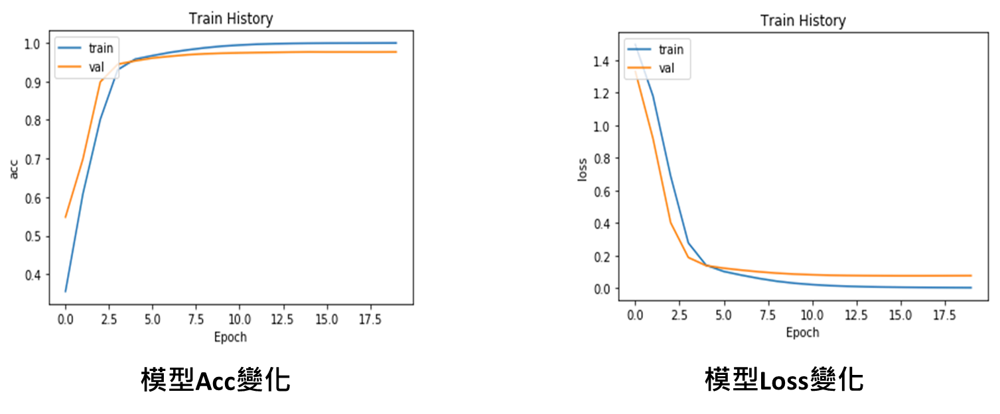 Train History
train
val
1.0
0.9
0.8
0.7
0.6
0.5
0.4
acc
0.0 2.5 5.0 7.5 10.0 12.5 15.0 17.5
Epoch
模型Acc變化
Train History
train
val
1.4
1.2
1.0
0.8
0.6
0.4
0.2
0.0
loss
0.0 2.5 5.0 7.5 10.0 12.5 15.0 17.5
Epoch
模型Loss變化